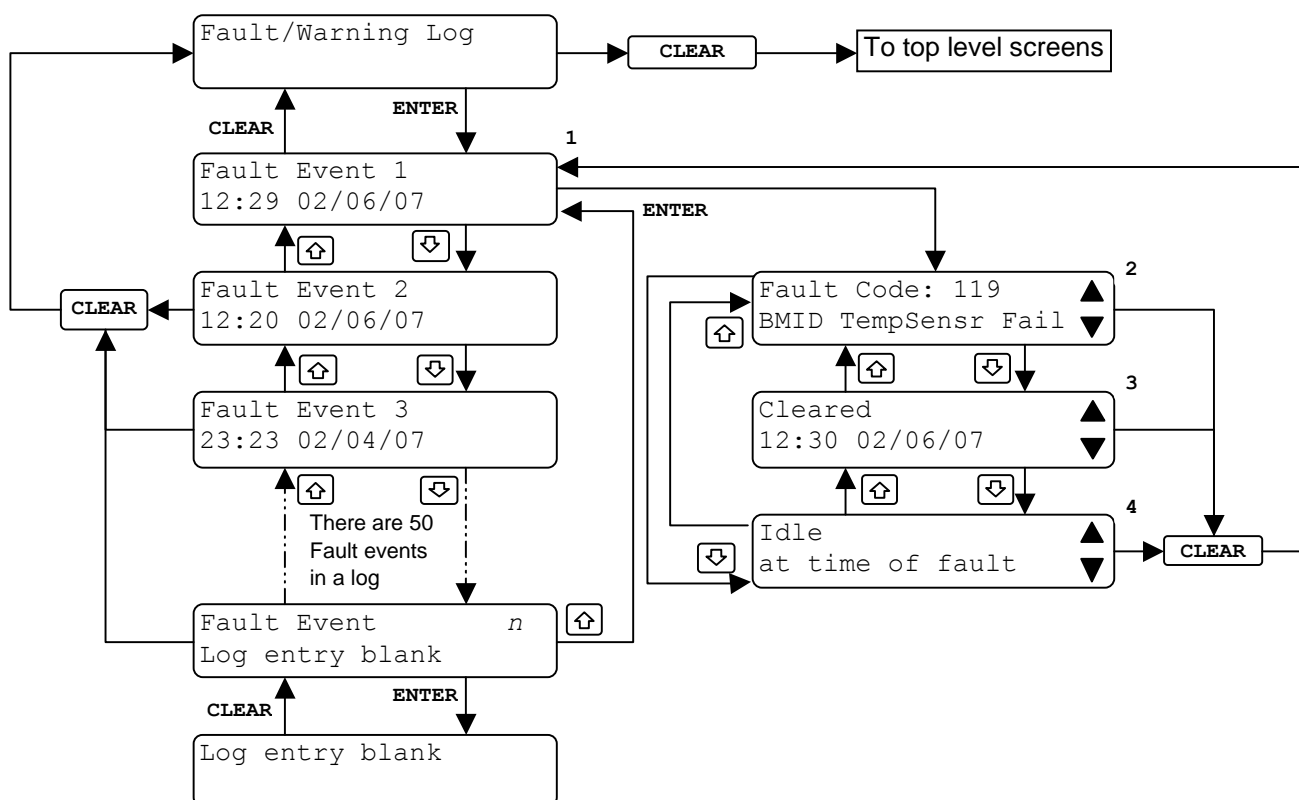 Fault/Warning Log
CLEAR
To top level screens
CLEAR
ENTER
1
Fault Event 1
12:29 02/06/07
ENTER
Fault Event 2
12:20 02/06/07
CLEAR
2
Fault Code: 119
BMID TempSensr Fail
Fault Event 3
23:23 02/04/07
3
Cleared
12:30 02/06/07
There are 50
Fault events
in a log
4
Idle
at time of fault
CLEAR
Fault Event n
Log entry blank
CLEAR
ENTER
Log entry blank